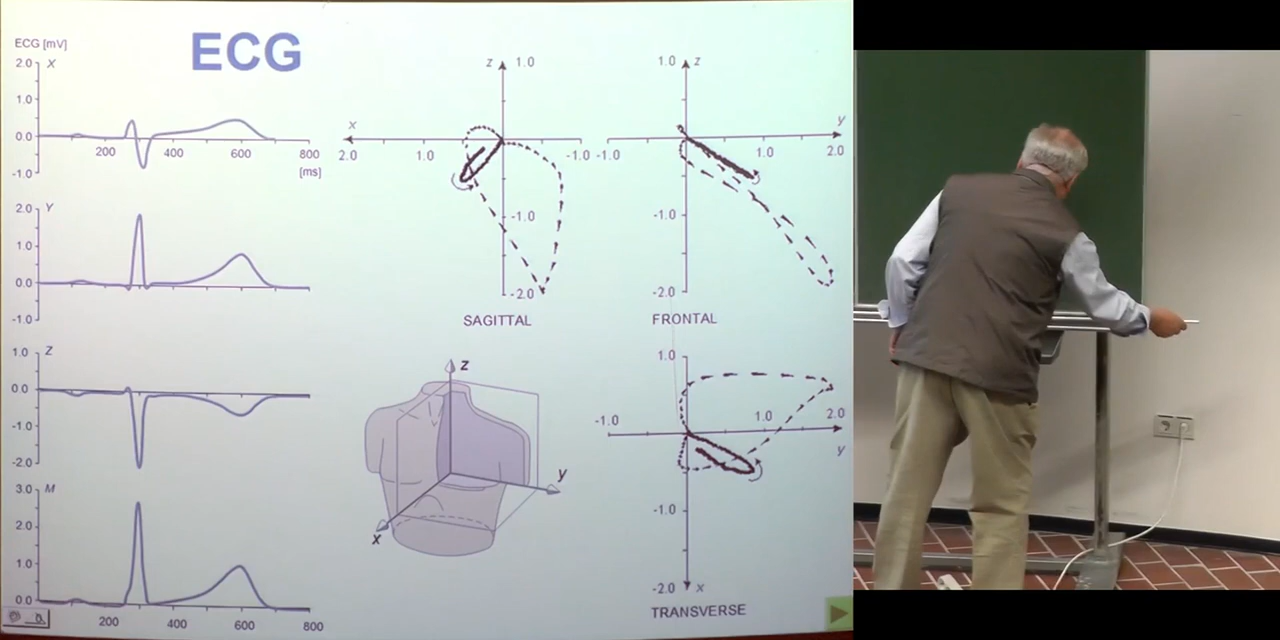 ECG
ECG [mV]
2.0 X
1.0
0.0
-1.0
200 400 600 800
[ms]
2.0 Y
1.0
0.0
-1.0
1.0 Z
0.0
-1.0
-2.0
3.0 M
2.0
1.0
0.0
200 400 600 800
z 1.0
x
2.0 1.0 -1.0
-1.0
-2.0
SAGITTAL
1.0 z
y
-1.0 1.0 2.0
-1.0
-2.0
FRONTAL
z
y
x
1.0
-1.0 1.0 2.0
y
-1.0
-2.0 x
TRANSVERSE